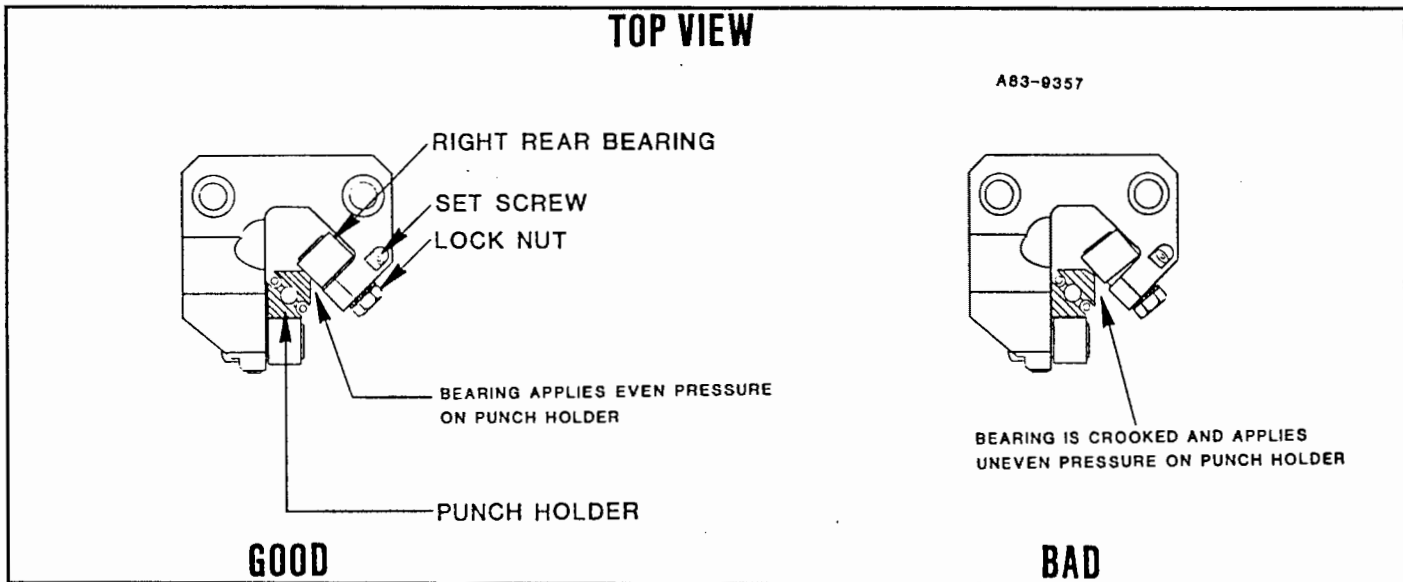 TOP VIEW
A83-9357
RIGHT REAR BEARING
SET SCREW
LOCK NUT
BEARING APPLIES EVEN PRESSURE
ON PUNCH HOLDER
PUNCH HOLDER
GOOD
BEARING IS CROOKED AND APPLIES
UNEVEN PRESSURE ON PUNCH HOLDER
BAD